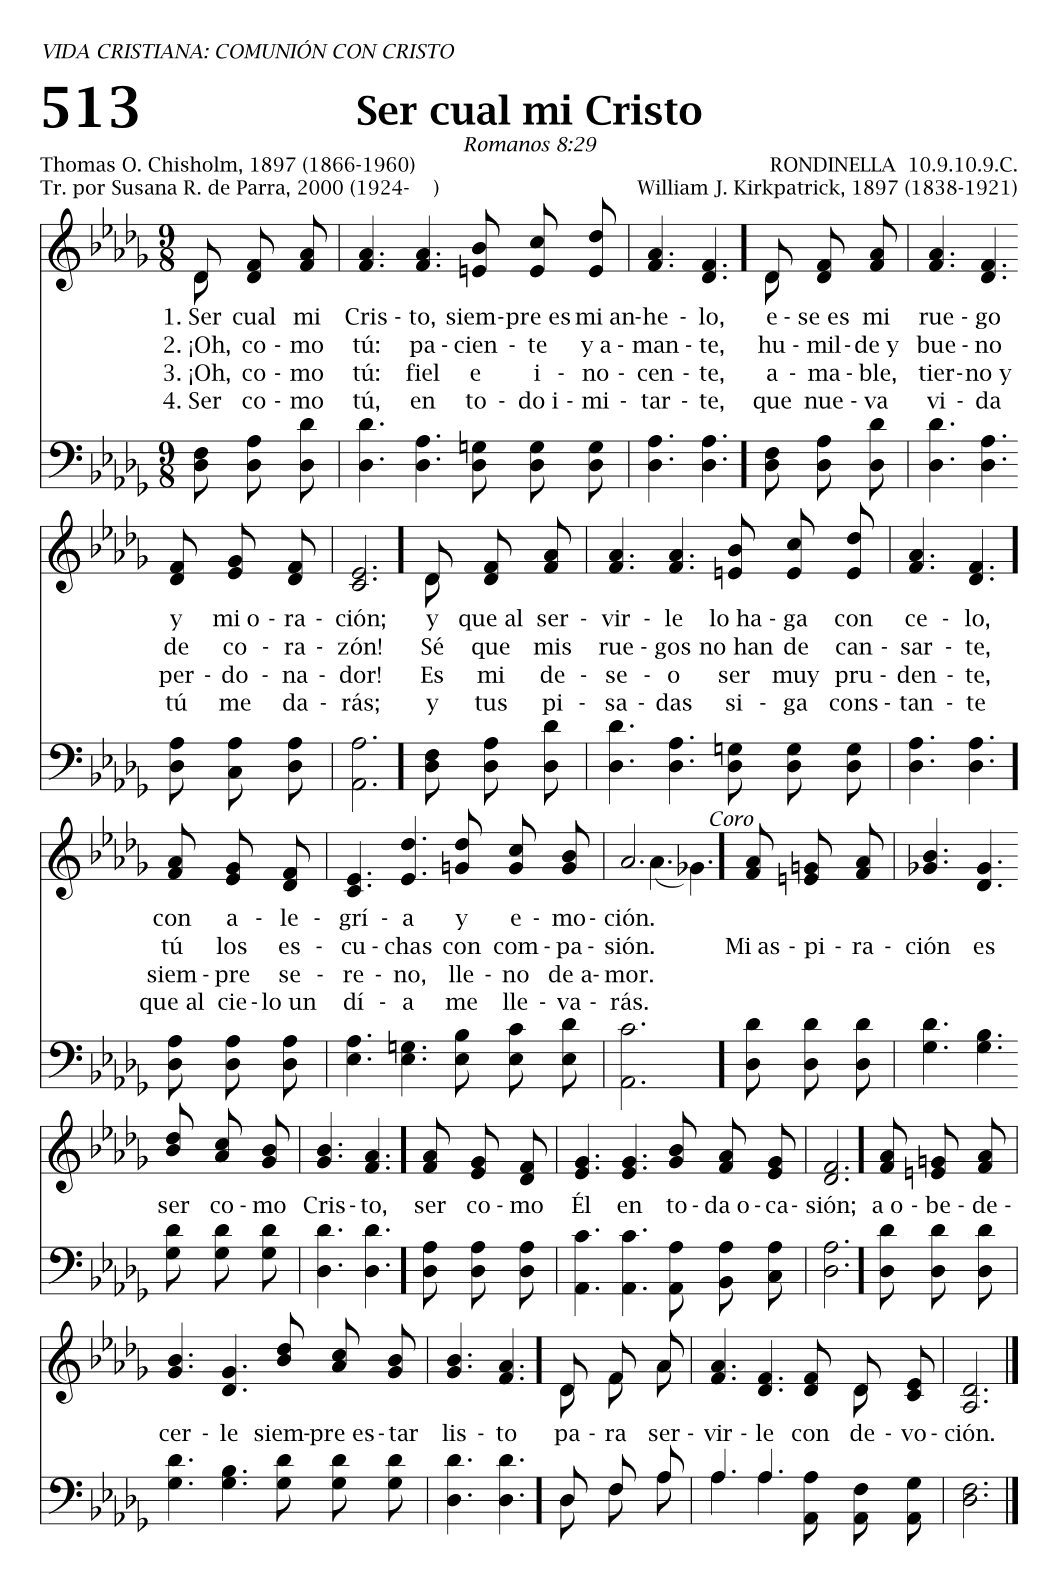 VIDA CRISTIANA: COMUNIÓN CON CRISTO
513
Ser cual mi Cristo
Romanos 8:29
Thomas O. Chisholm, 1897 (1866-1960)
RONDINELLA 10.9.10.9.C.
Tr. por Susana R. de Parra, 2000 (1924- )
William J. Kirkpatrick, 1897 (1838-1921)
9 8
1. Ser cual mi Cris - to, siem-pre es mi an-he - lo, e - se es mi rue - go
2. ¡Oh, co - mo tú: pa - cien - te y a - man - te, hu - mil - de y bue - no
3. ¡Oh, co - mo tú: fiel e i - no - cen - te, a - ma - ble, tier - no y
4. Ser co - mo tú, en to - do i - mi - tar - te, que nue - va vi - da
9 8
y mi o - ra - ción; y que al ser - vir - le lo ha - ga con ce - lo,
de co - ra - zón! Sé que mis rue - gos no han de can - sar - te,
per - do - na - dor! Es mi de - se - o ser muy pru - den - te,
tú me da - rás; y tus pi - sa - das si - ga cons - tan - te
Coro
con a - le - grí - a y e - mo - ción.
tú los es - cu - chas con com - pa - sión. Mi as - pi - ra - ción es
siem - pre se - re - no, lle - no de a - mor.
que al cie - lo un dí - a me lle - va - rás.
ser co - mo Cris - to, ser co - mo Él en to - da o - ca - sión; a o - be - de -
cer - le siem-pre es - tar lis - to pa - ra ser - vir - le con de - vo - ción.